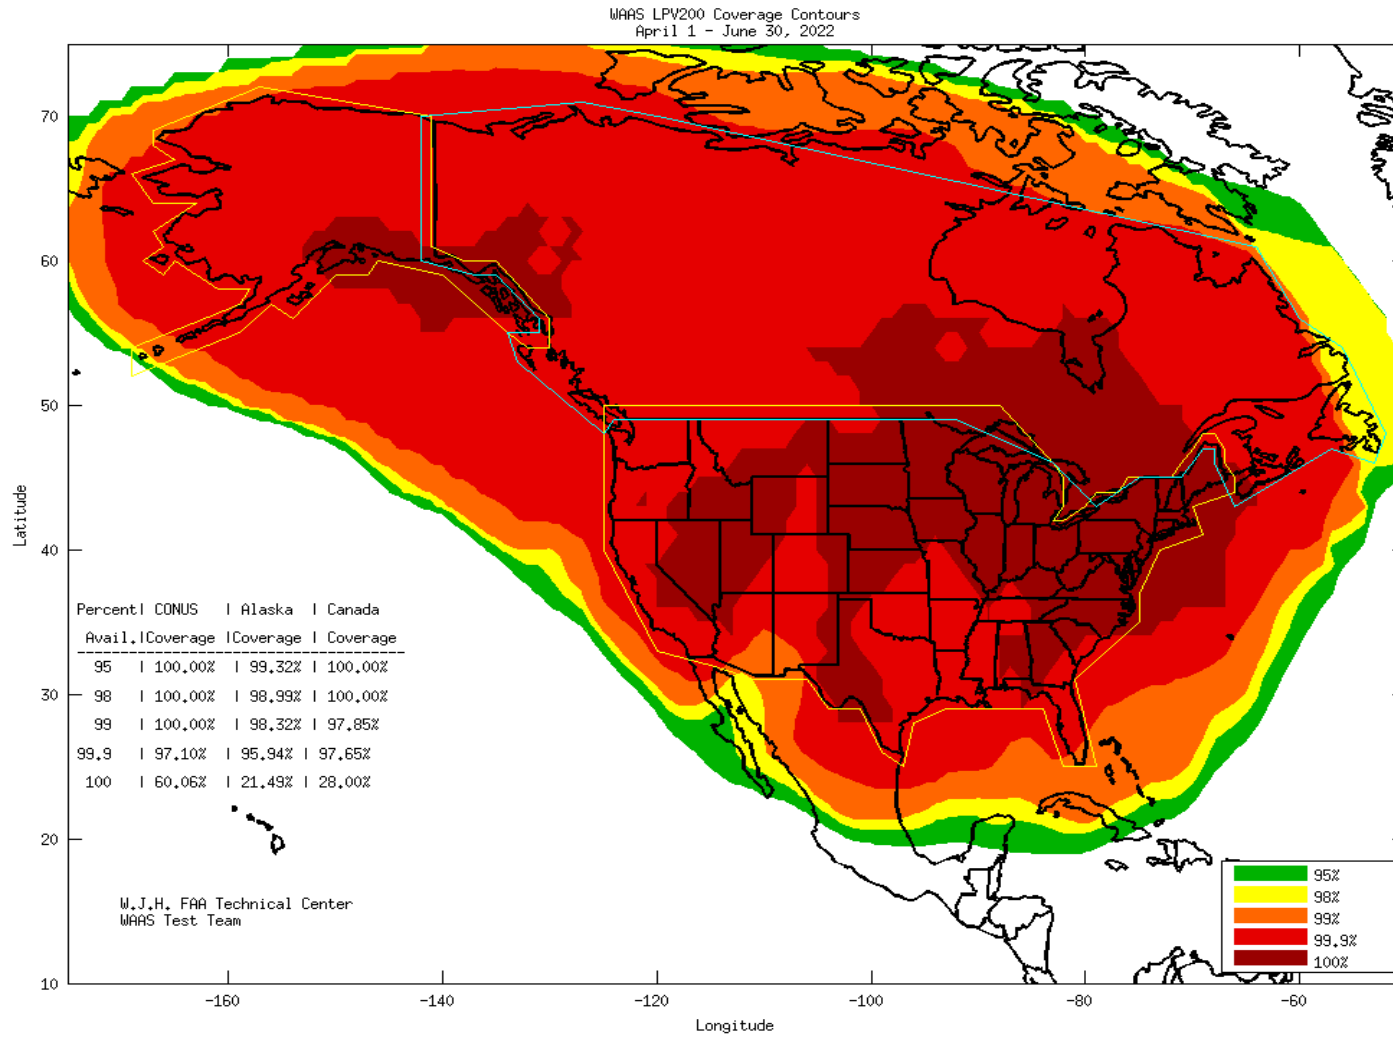 WAAS LPV200 Coverage Contours
April 1 - June 30, 2022
70
60
50
40
30
20
10
Latitude
Percent| CONUS | Alaska | Canada
Avail.|Coverage |Coverage | Coverage
95 | 100.00% | 99.32% | 100.00%
98 | 100.00% | 98.99% | 100.00%
99 | 100.00% | 98.32% | 97.85%
99.9 | 97.10% | 95.94% | 97.65%
100 | 60.06% | 21.49% | 28.00%
W.J.H. FAA Technical Center
WAAS Test Team
95%
98%
99%
99.9%
100%
-160 -140 -120 -100 -80 -60
Longitude